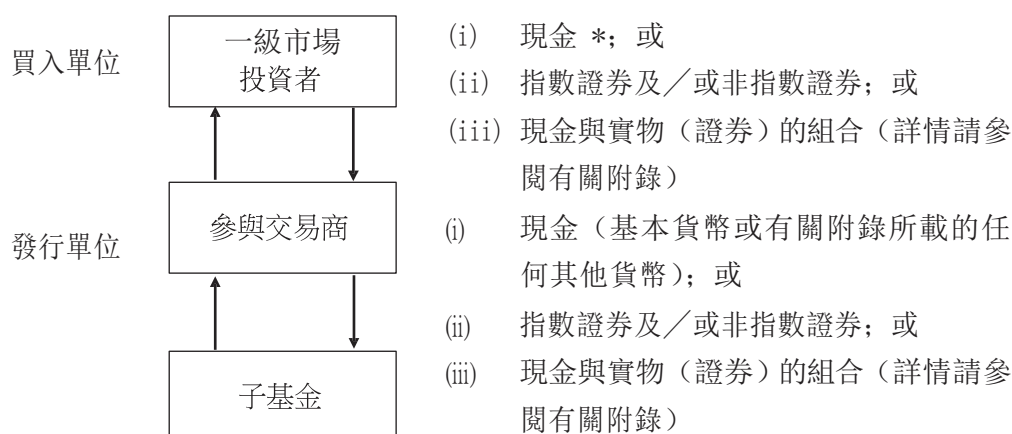 買入單位
一級市場
投資者
(i) 現金 *; 或
(ii) 指數證券及／或非指數證券; 或
(iii) 現金與實物（證券）的組合（詳情請參
閱有關附錄）
發行單位
參與交易商
(i) 現金（基本貨幣或有關附錄所載的任
何其他貨幣）; 或
(ii) 指數證券及／或非指數證券; 或
(iii) 現金與實物（證券）的組合（詳情請參
閱有關附錄）
子基金